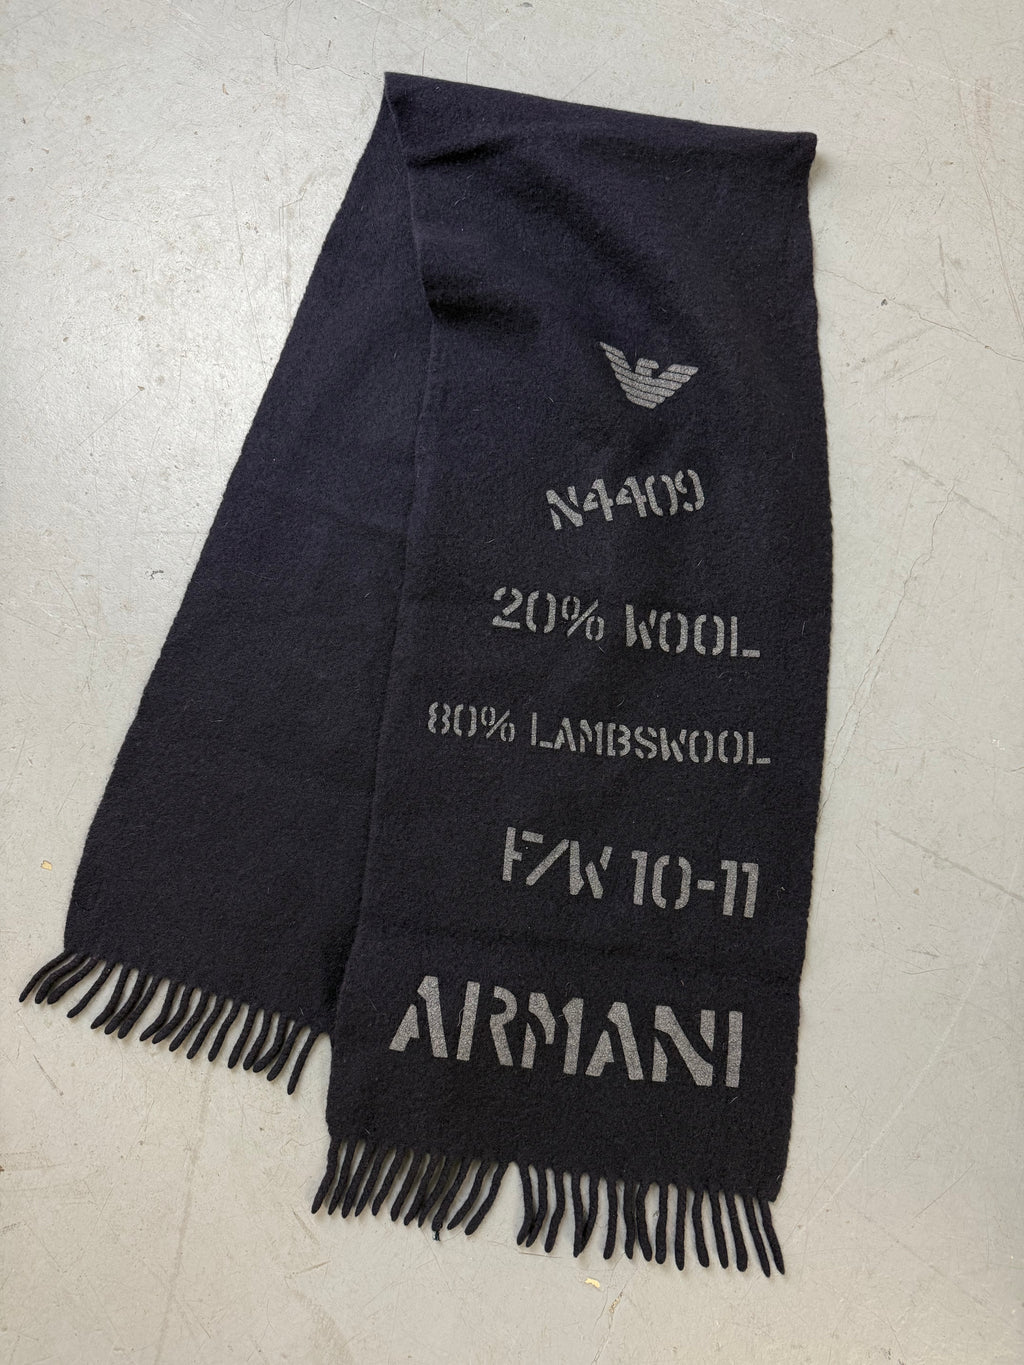 N4409
20% WOOL
80% LAMBSWOOL
F/W 10-11
ARMANI